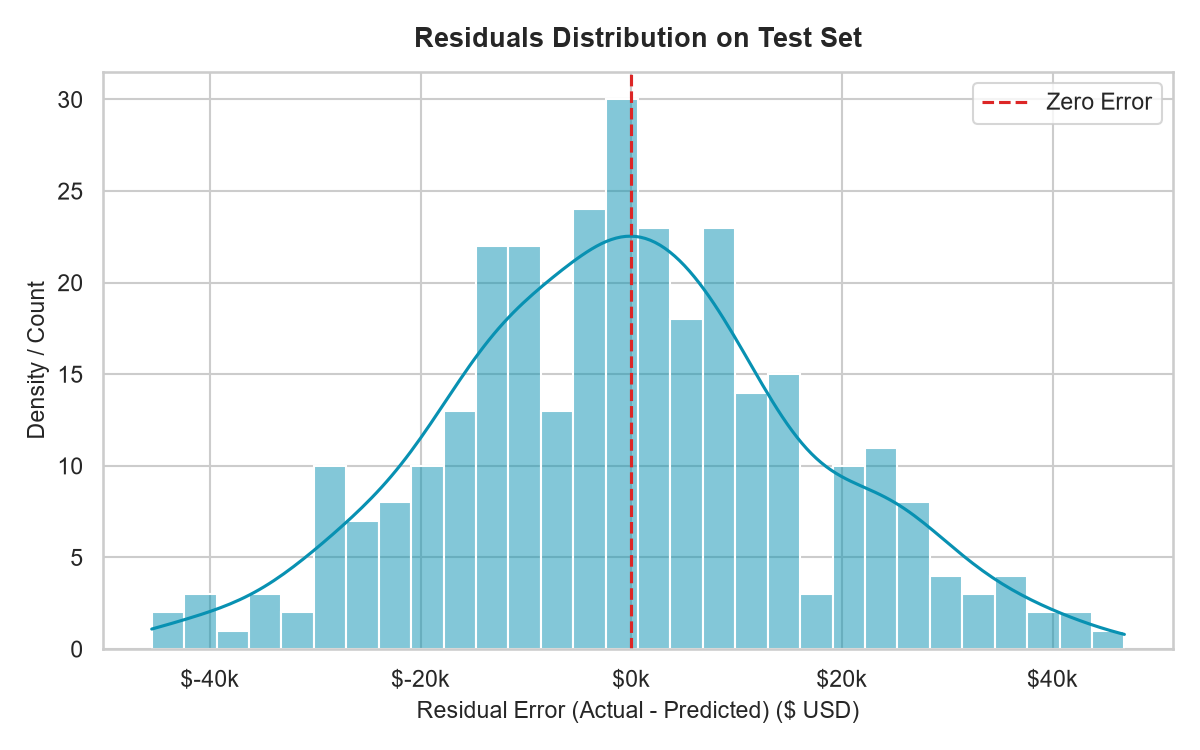 Residuals Distribution on Test Set
Zero Error
Density / Count
30
25
20
15
10
5
0
$-40k
$-20k
$0k
$20k
$40k
Residual Error (Actual - Predicted) ($ USD)